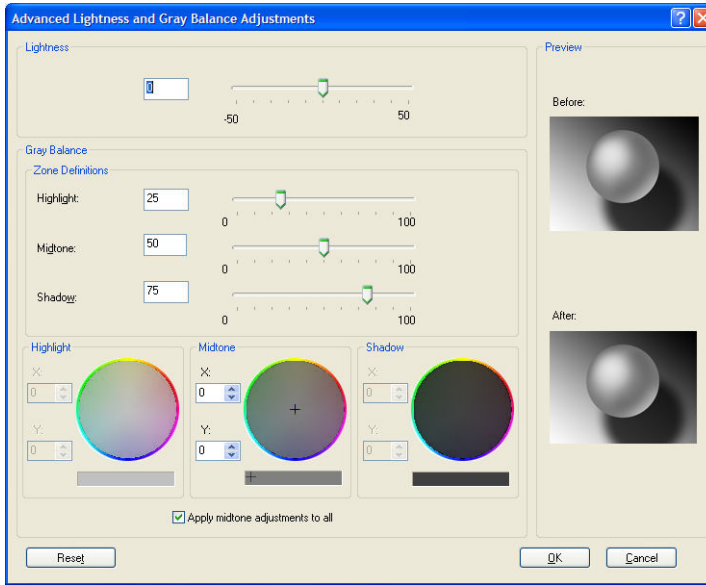 Advanced Lightness and Gray Balance Adjustments
Lightness
0
-50 50
Gray Balance
Zone Definitions
Highlight: 25
0 100
Midtone: 50
0 100
Shadow: 75
0 100
Highlight
X:
0
Y:
0
Midtone
X:
0
Y:
0
Shadow
X:
0
Y:
0
Apply midtone adjustments to all
Preview
Before:
After:
Reset
OK
Cancel